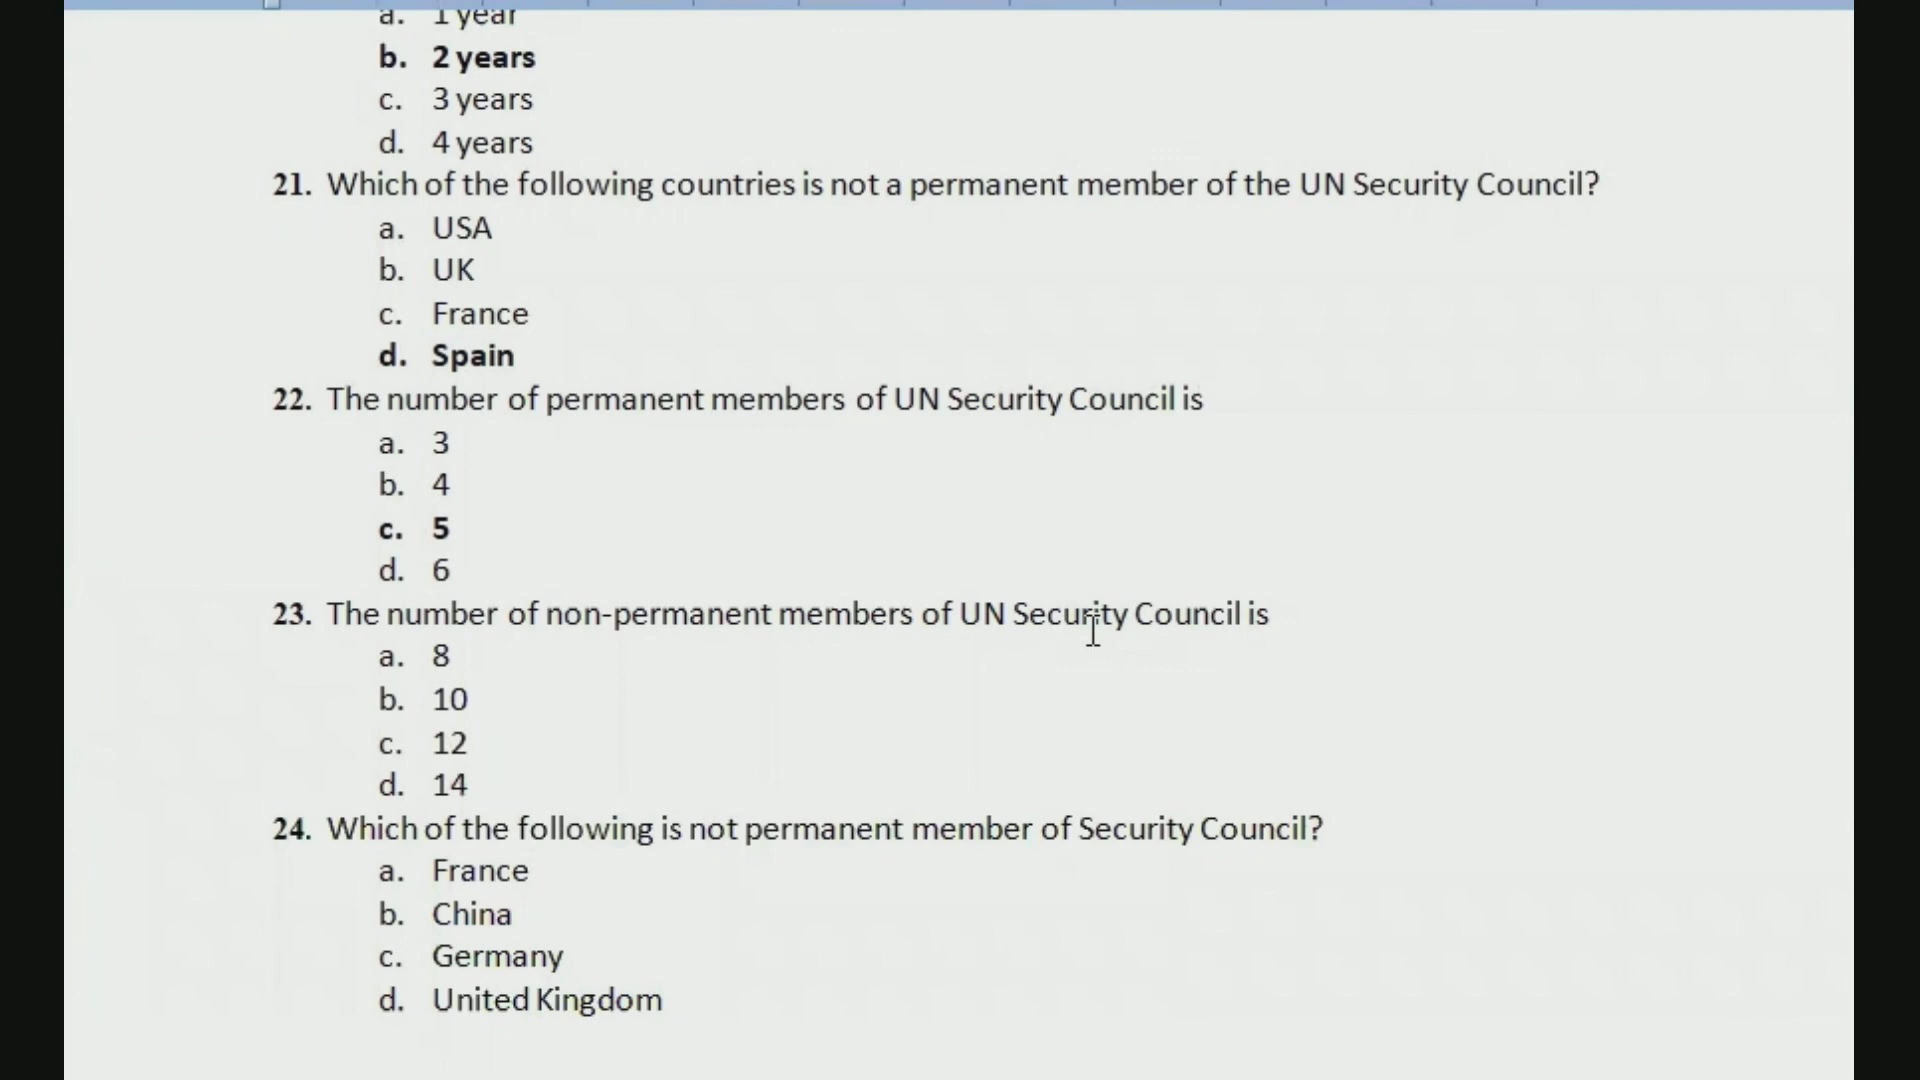 a. 1 year
b. 2 years
c. 3 years
d. 4 years
21. Which of the following countries is not a permanent member of the UN Security Council?
a. USA
b. UK
c. France
d. Spain
22. The number of permanent members of UN Security Council is
a. 3
b. 4
c. 5
d. 6
23. The number of non-permanent members of UN Security Council is
a. 8
b. 10
c. 12
d. 14
24. Which of the following is not permanent member of Security Council?
a. France
b. China
c. Germany
d. United Kingdom